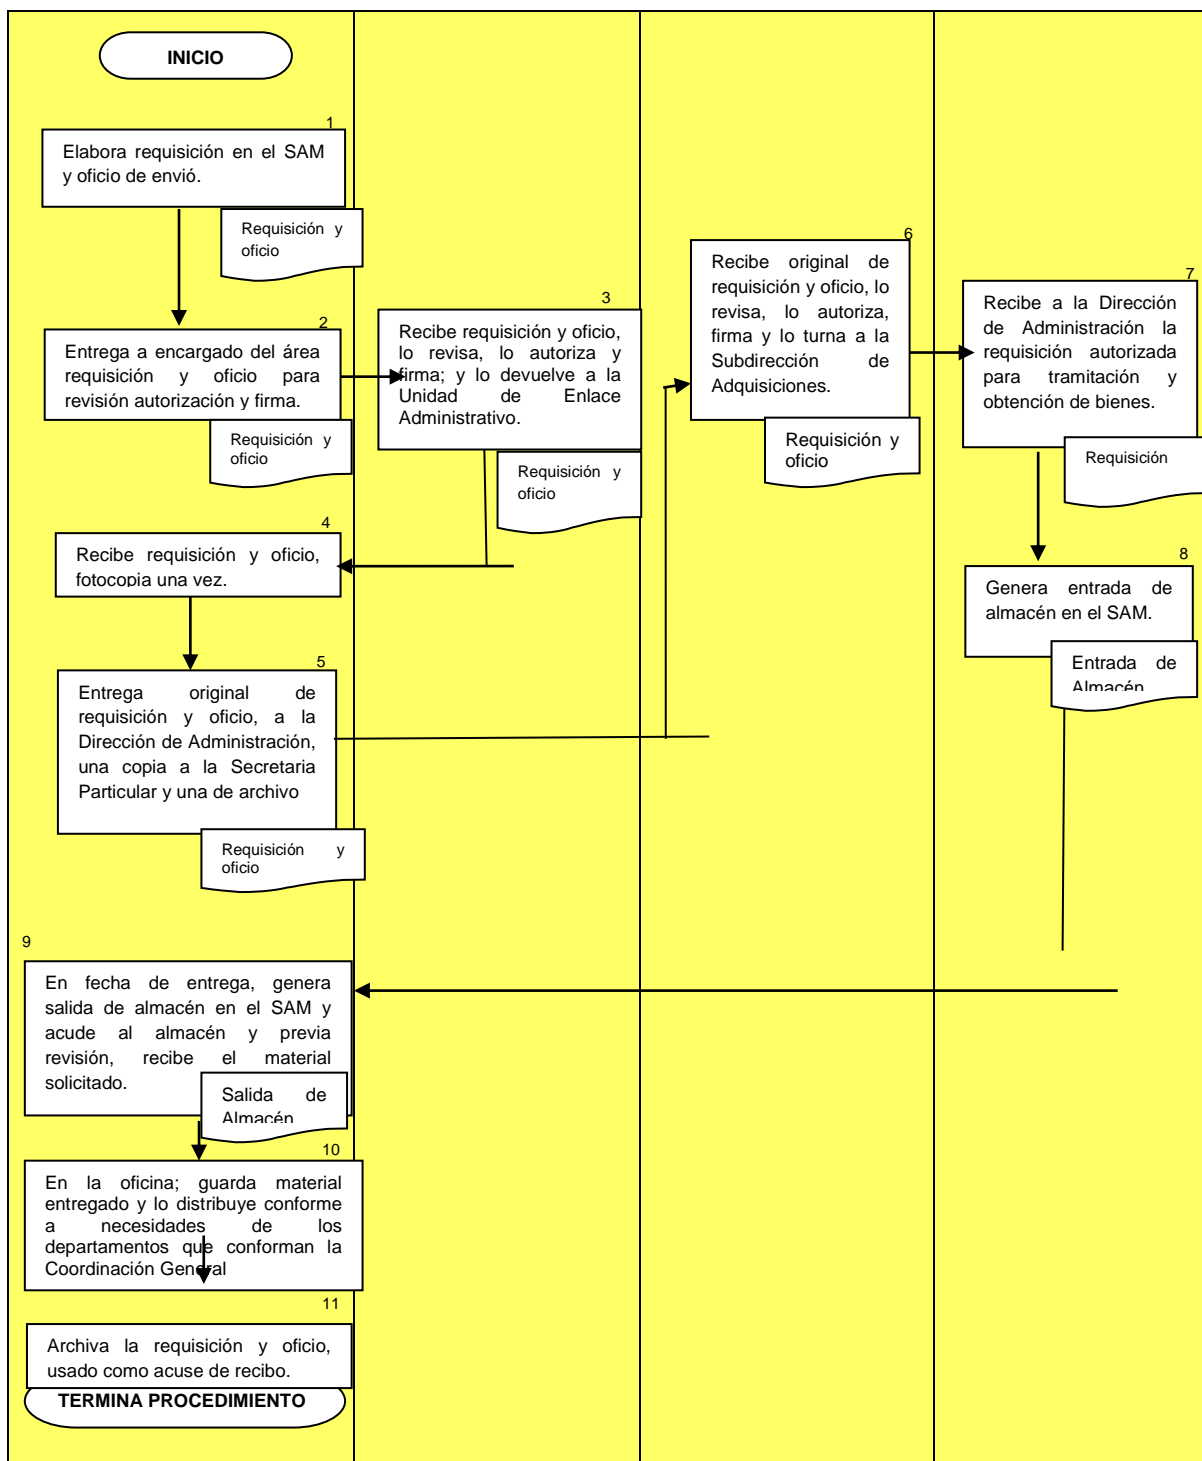 INICIO
1
Elabora requisición en el SAM
y oficio de envió.
Requisición y
oficio
2
Entrega a encargado del área
requisición y oficio para
revisión autorización y firma.
Requisición y
oficio
3
Recibe requisición y oficio,
lo revisa, lo autoriza y
firma; y lo devuelve a la
Unidad de Enlace
Administrativo.
Requisición y
oficio
4
Recibe requisición y oficio,
fotocopia una vez.
5
Entrega original de
requisición y oficio, a la
Dirección de Administración,
una copia a la Secretaria
Particular y una de archivo
Requisición y
oficio
6
Recibe original de
requisición y oficio, lo
revisa, lo autoriza,
firma y lo turna a la
Subdirección de
Adquisiciones.
Requisición y
oficio
7
Recibe a la Dirección
de Administración la
requisición autorizada
para tramitación y
obtención de bienes.
Requisición
8
Genera entrada de
almacén en el SAM.
Entrada de
Almacén
9
En fecha de entrega, genera
salida de almacén en el SAM y
acude al almacén y previa
revisión, recibe el material
solicitado.
Salida de
Almacén
10
En la oficina; guarda material
entregado y lo distribuye conforme
a necesidades de los
departamentos que conforman la
Coordinación General
11
Archiva la requisición y oficio,
usado como acuse de recibo.
TERMINA PROCEDIMIENTO